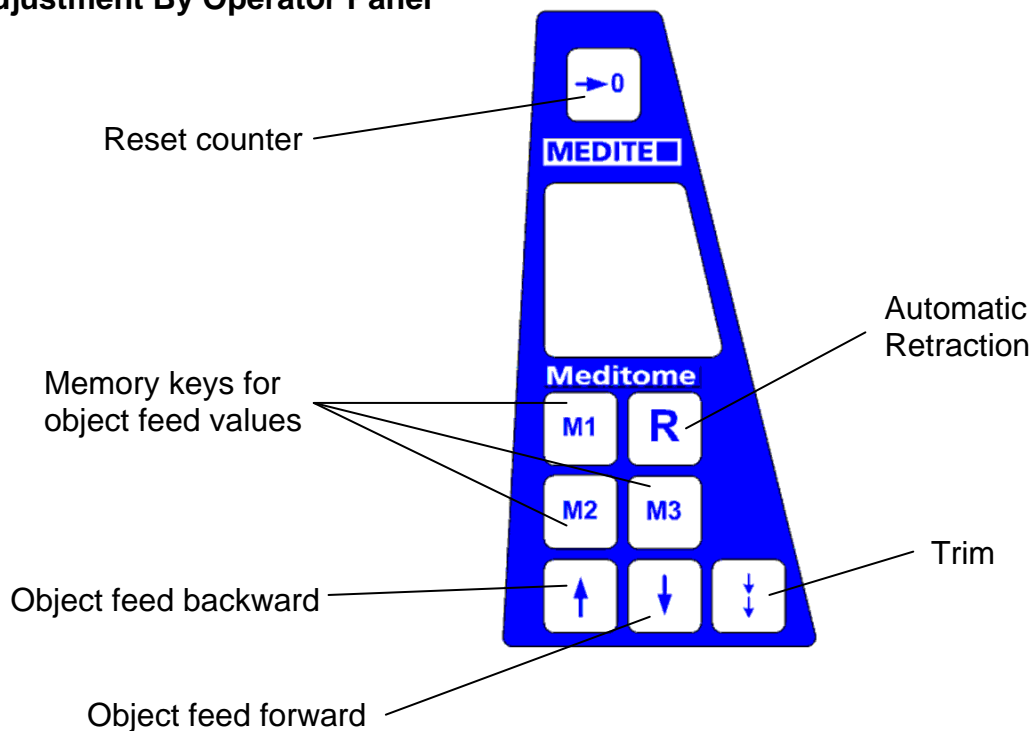 djustment By Operator Panel
→0
Reset counter
MEDITE
Automatic
Retraction
Meditome
Memory keys for
object feed values
M1 R
M2 M3
Trim
Object feed backward
Object feed forward